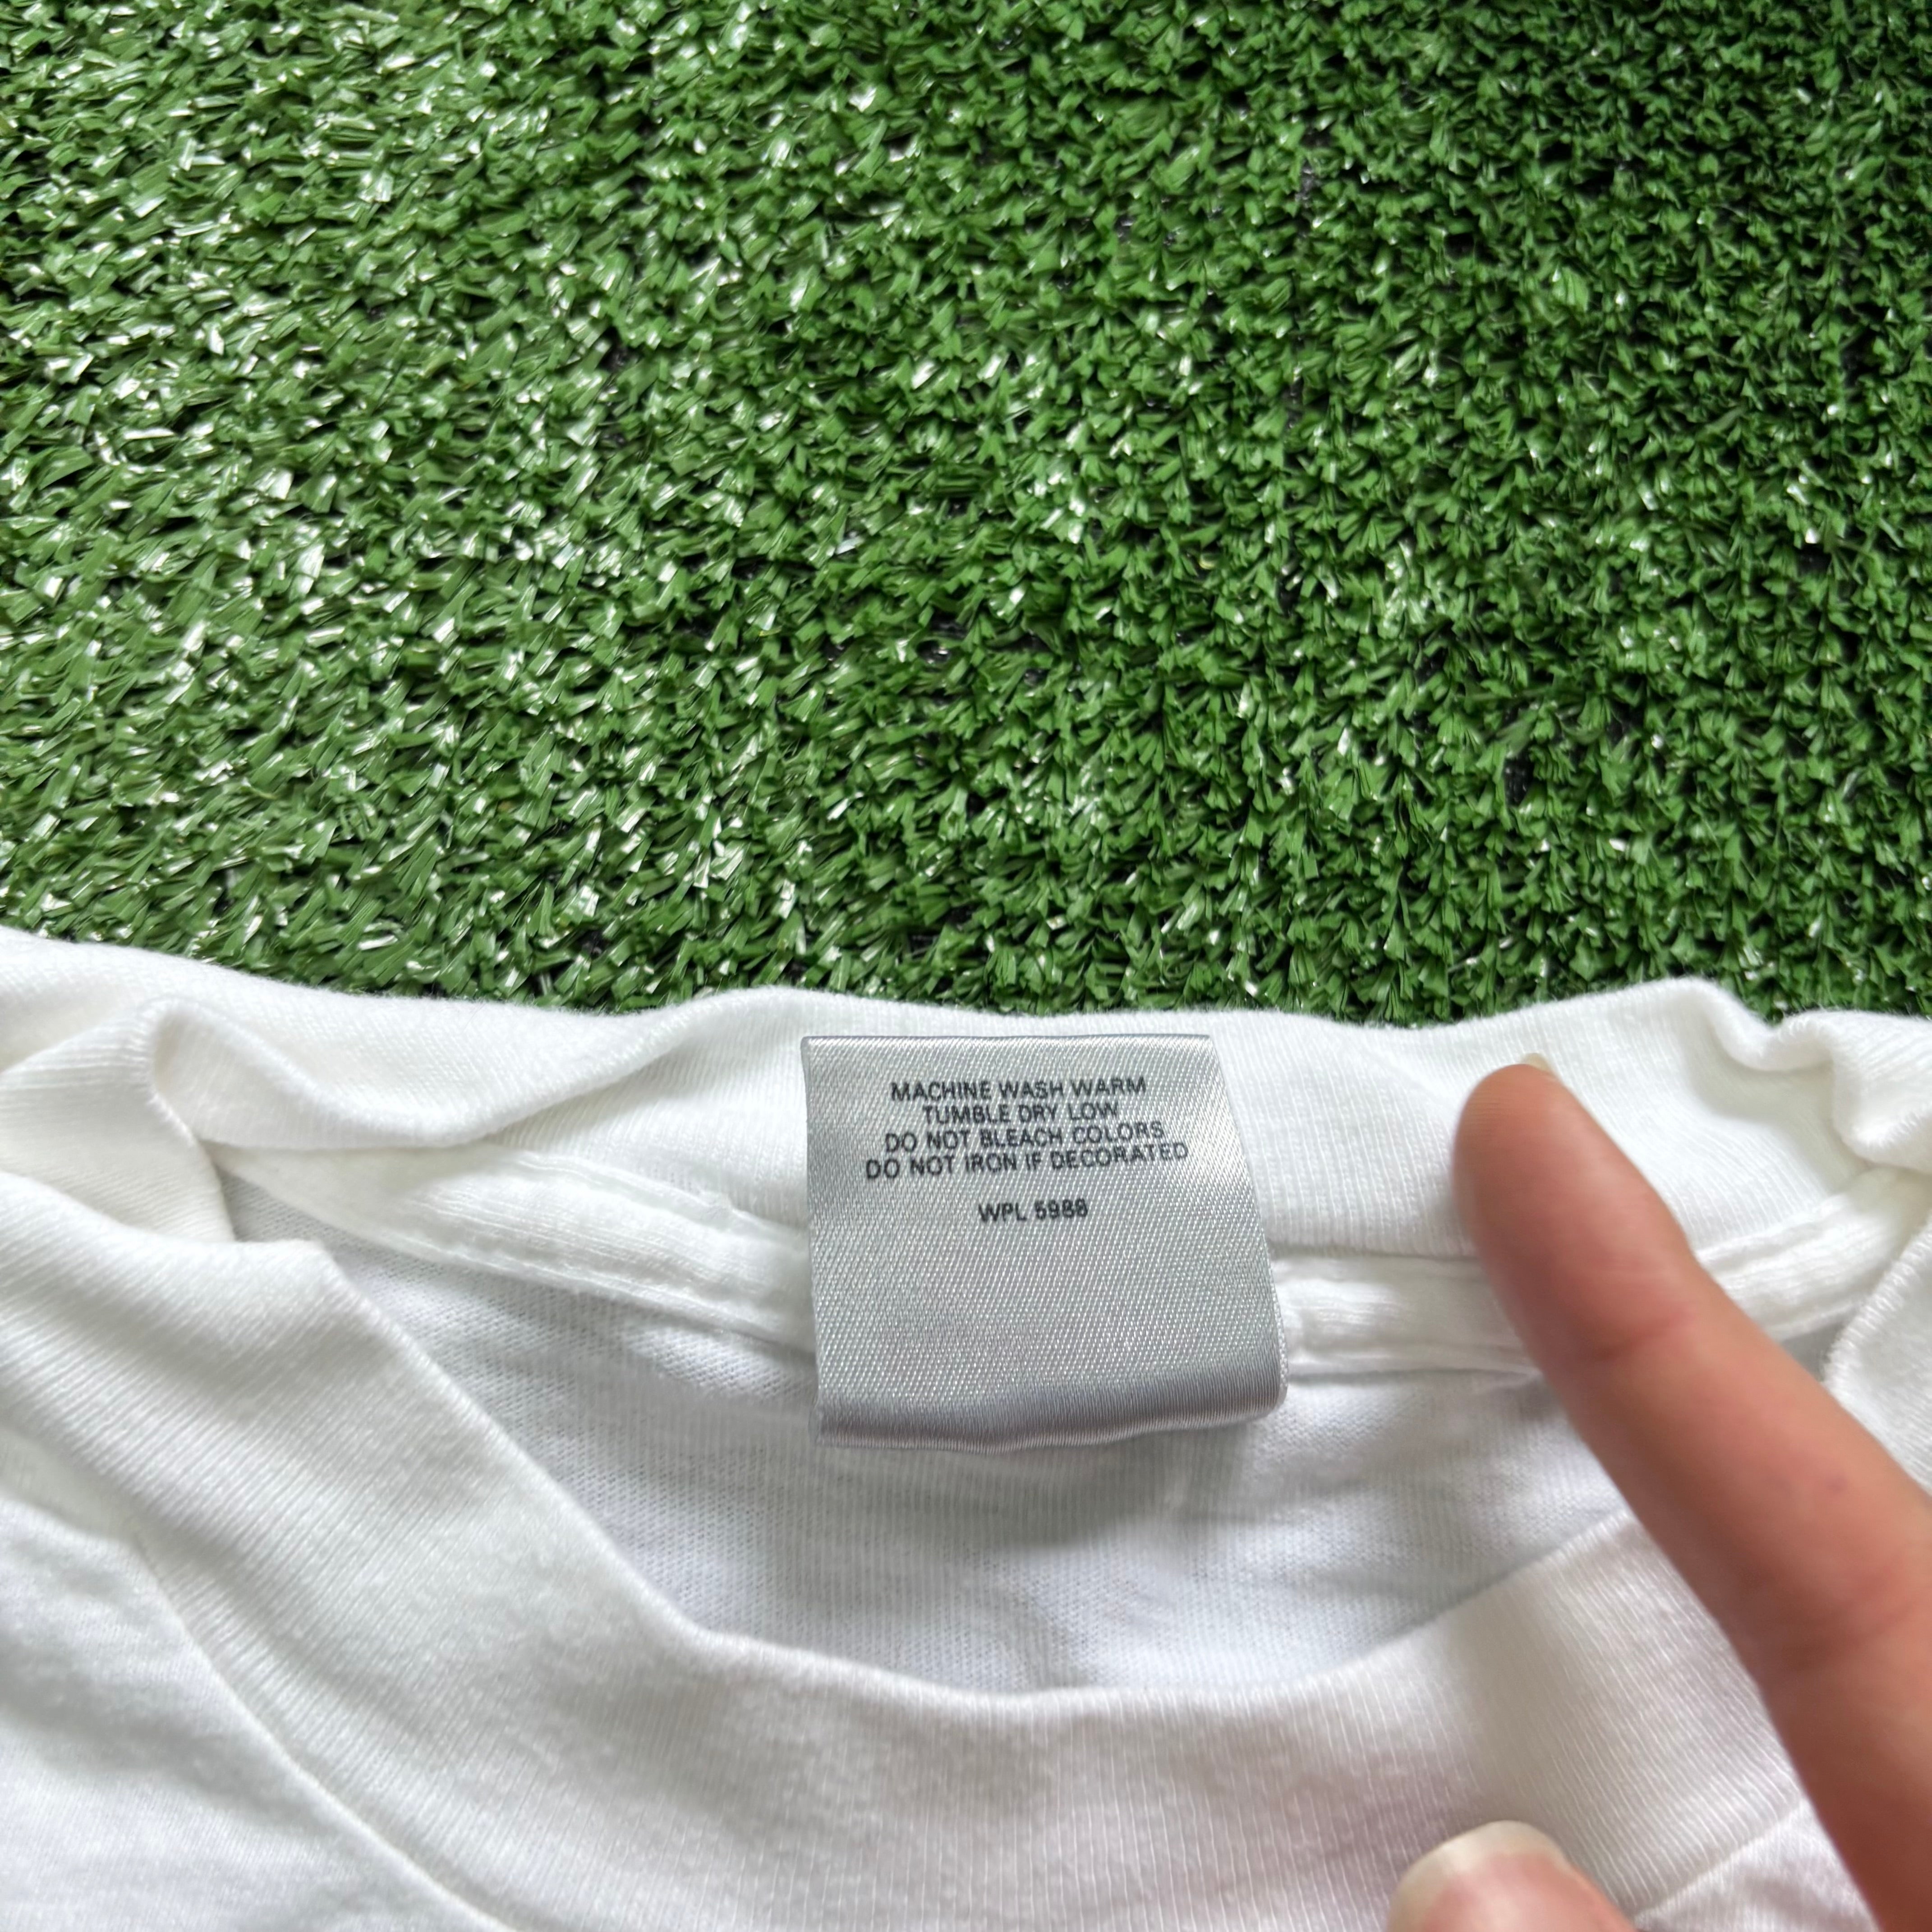 MACHINE WASH WARM
TUMBLE DRY LOW
DO NOT BLEACH COLORS
DO NOT IRON IF DECORATED
WPL 5988